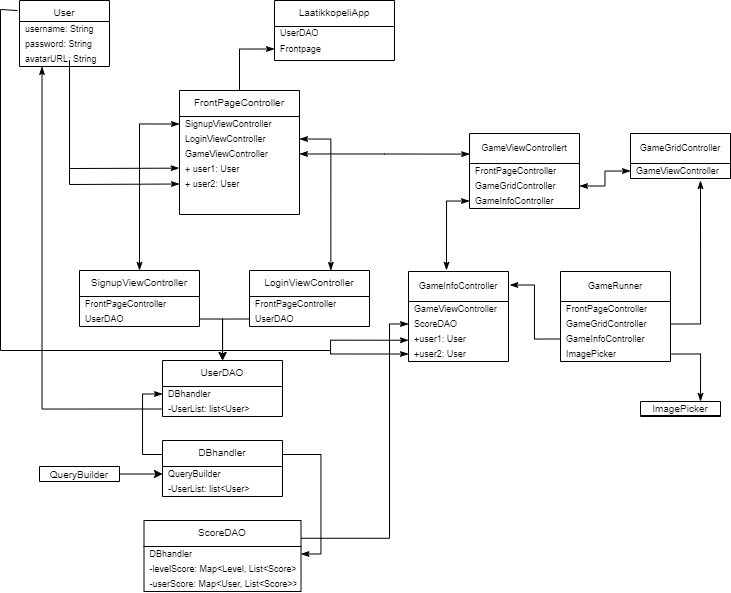 User
username: String
password: String
avatarURL: String
LaatikkopeliApp
UserDAO
Frontpage
FrontPageController
SignupViewController
LoginViewController
GameViewController
+ user1: User
+ user2: User
GameViewControllert
FrontPageController
GameGridController
GameInfoController
GameGridController
GameViewController
SignupViewController
FrontPageController
UserDAO
LoginViewController
FrontPageController
UserDAO
GameInfoController
GameViewController
ScoreDAO
+user1: User
+user2: User
GameRunner
FrontPageController
GameGridController
GameInfoController
ImagePicker
ImagePicker
UserDAO
DBhandler
-UserList: list<User>
DBhandler
QueryBuilder
-UserList: list<User>
QueryBuilder
ScoreDAO
DBhandler
-levelScore: Map<Level, List<Score>
-userScore: Map<User, List<Score>>